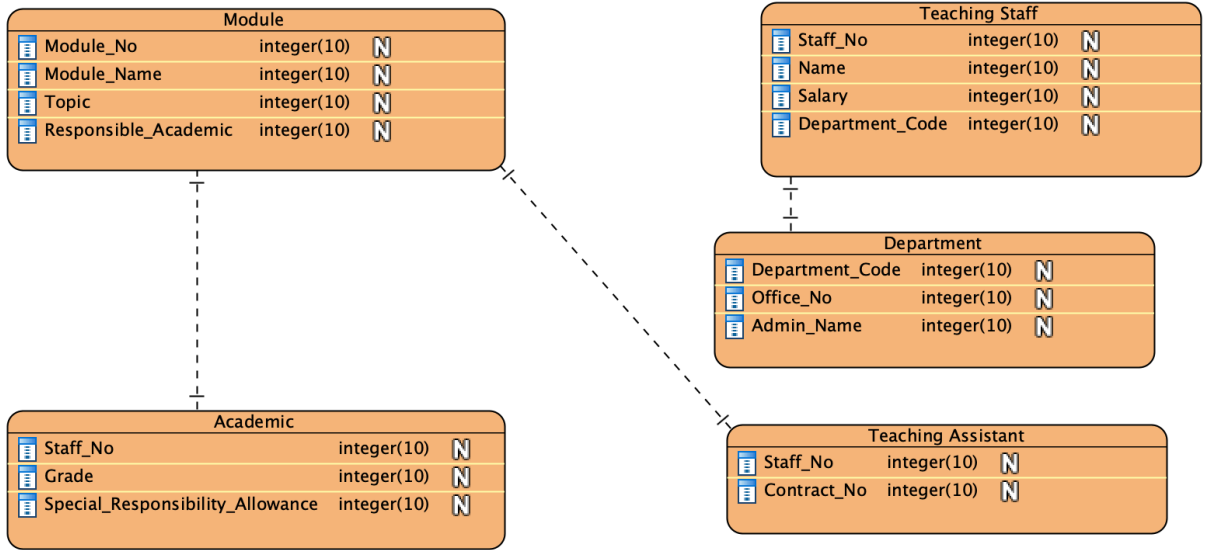 Module
Module_No integer(10) N
Module_Name integer(10) N
Topic integer(10) N
Responsible_Academic integer(10) N
Teaching Staff
Staff_No integer(10) N
Name integer(10) N
Salary integer(10) N
Department_Code integer(10) N
Department
Department_Code integer(10) N
Office_No integer(10) N
Admin_Name integer(10) N
Academic
Staff_No integer(10) N
Grade integer(10) N
Special_Responsibility_Allowance integer(10) N
Teaching Assistant
Staff_No integer(10) N
Contract_No integer(10) N